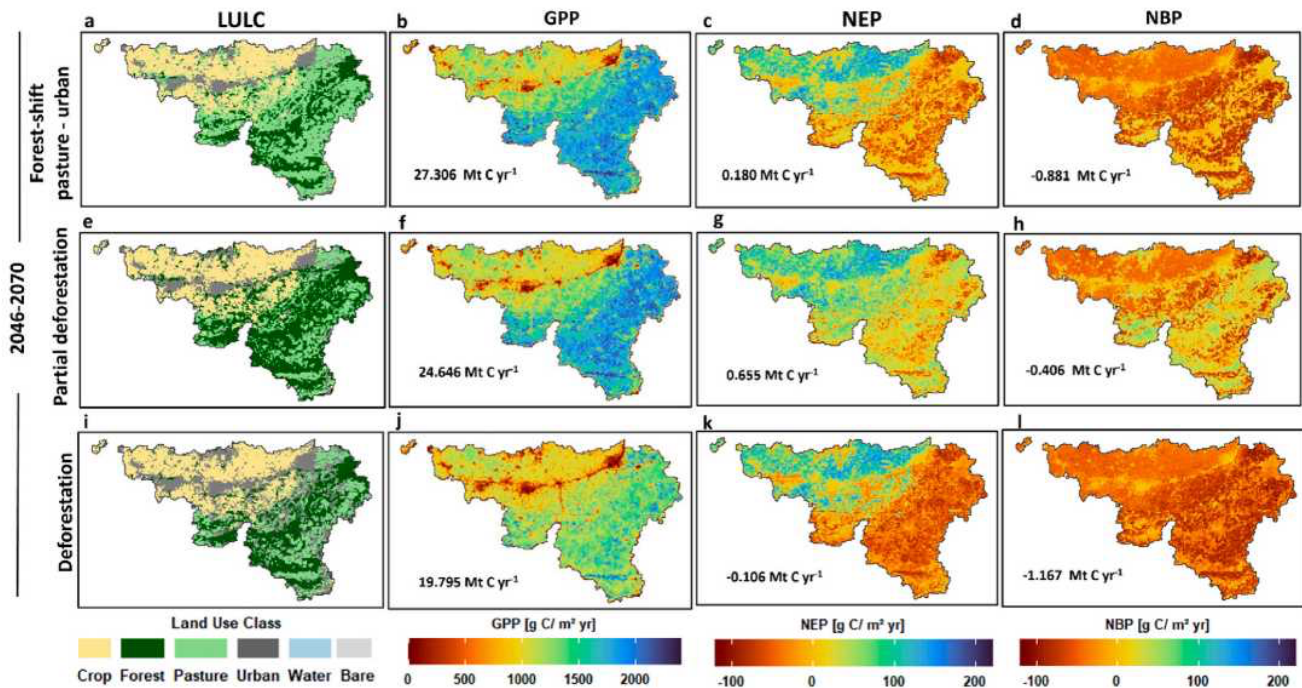 LULC GPP NEP NBP
a b c d
Forest-shift
pasture - urban
27.306 Mt C yr⁻¹
0.180 Mt C yr⁻¹
-0.881 Mt C yr⁻¹
2046-2070
e f g h
Partial deforestation
24.646 Mt C yr⁻¹
0.655 Mt C yr⁻¹
-0.406 Mt C yr⁻¹
i j k l
Deforestation
19.795 Mt C yr⁻¹
-0.106 Mt C yr⁻¹
-1.167 Mt C yr⁻¹
Land Use Class
Crop Forest Pasture Urban Water Bare
GPP [g C/ m² yr]
0 500 1000 1500 2000
NEP [g C/ m² yr]
-100 0 100 200
NBP [g C/ m² yr]
-100 0 100 200